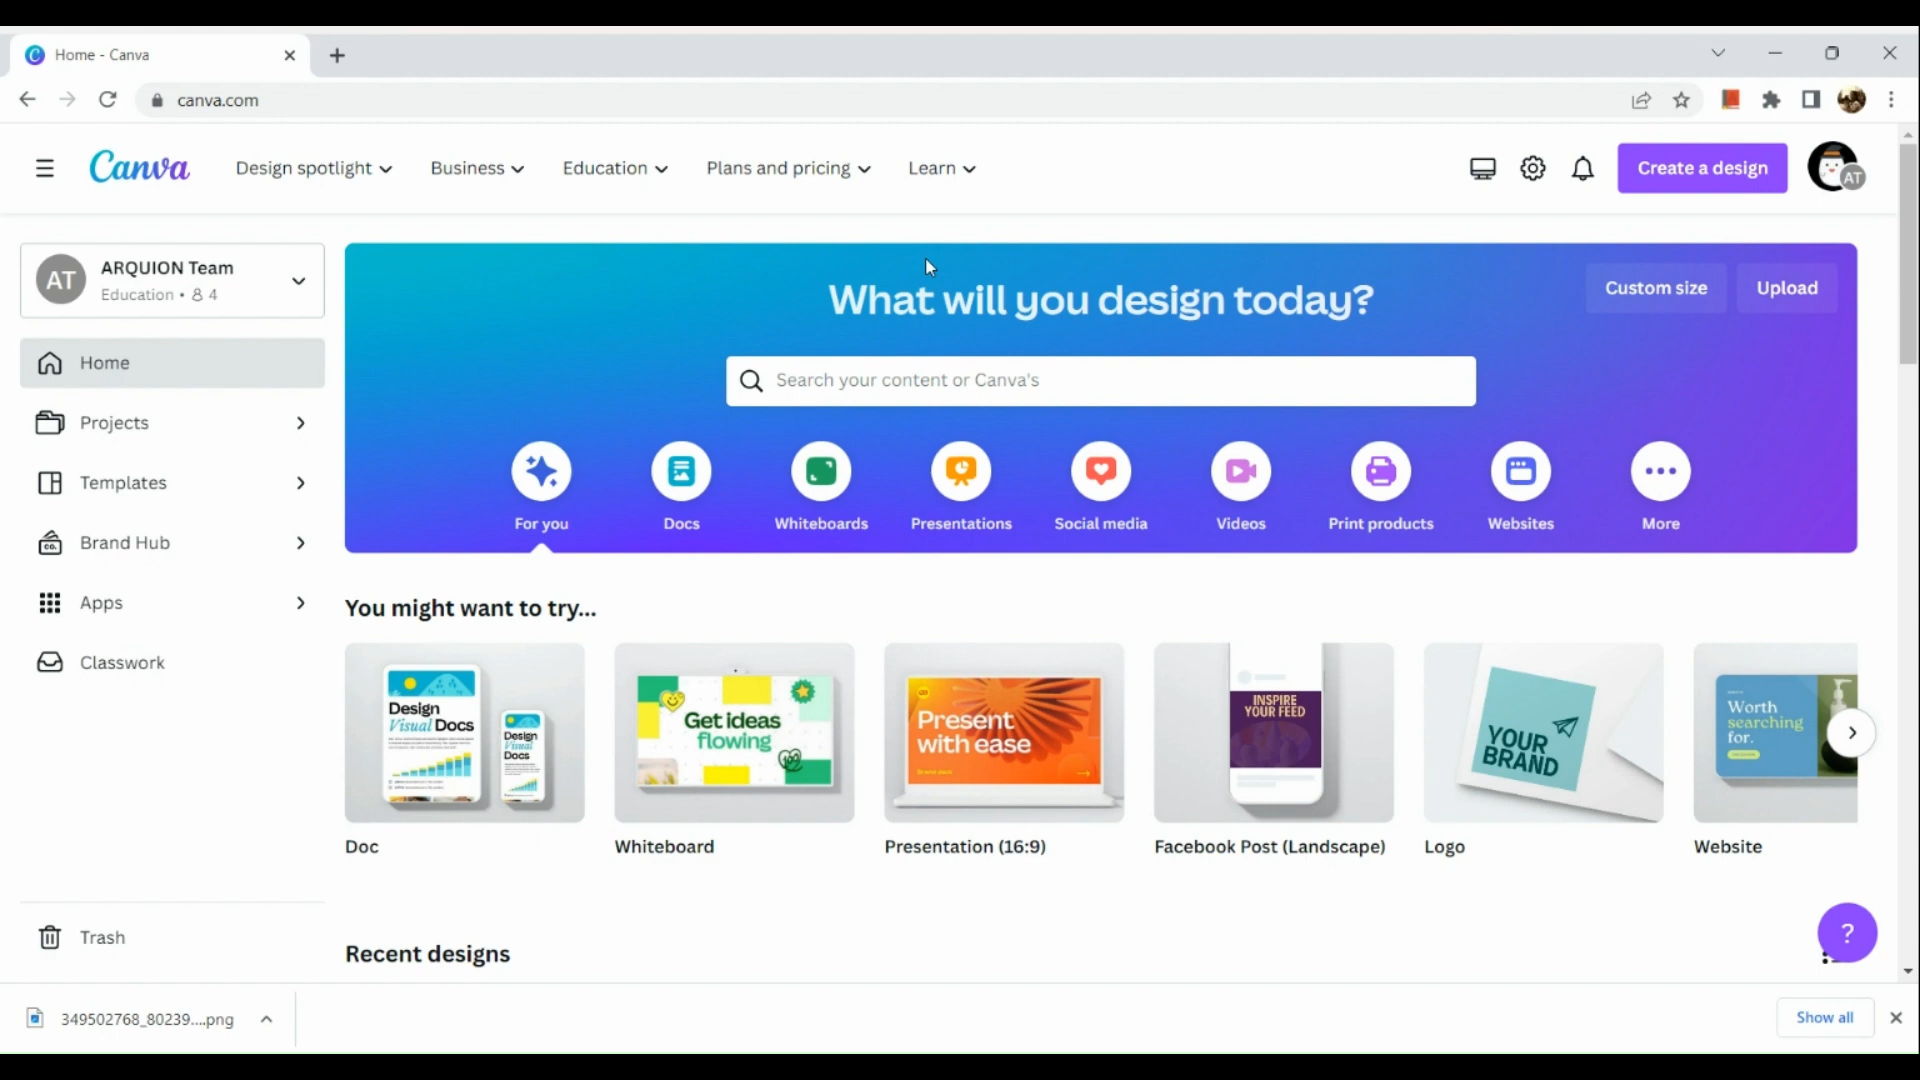 Home - Canva
canva.com
Canva
Design spotlight
Business
Education
Plans and pricing
Learn
Create a design
AT
AT
ARQUION Team
Education • 4
Home
Projects
Templates
Brand Hub
Apps
Classwork
Trash
What will you design today?
Custom size
Upload
Search your content or Canva's
For you
Docs
Whiteboards
Presentations
Social media
Videos
Print products
Websites
More
You might want to try...
Design
Visual Docs
Design
Visual
Docs
Get ideas
flowing
Present
with ease
INSPIRE
YOUR FEED
YOUR
BRAND
Worth
searching
for.
Doc
Whiteboard
Presentation (16:9)
Facebook Post (Landscape)
Logo
Website
Recent designs
?
349502768_80239....png
Show all